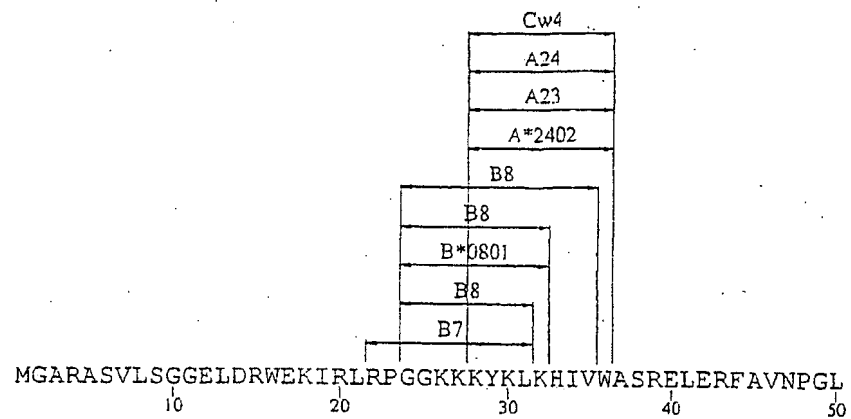 Cw4
A24
A23
A*2402
B8
B8
B*0801
B8
B7
MGARASVLSGGELDRWEKIRLRPGGKKKYKLKHIVWASRELERFAVNPGL
10 20 30 40 50